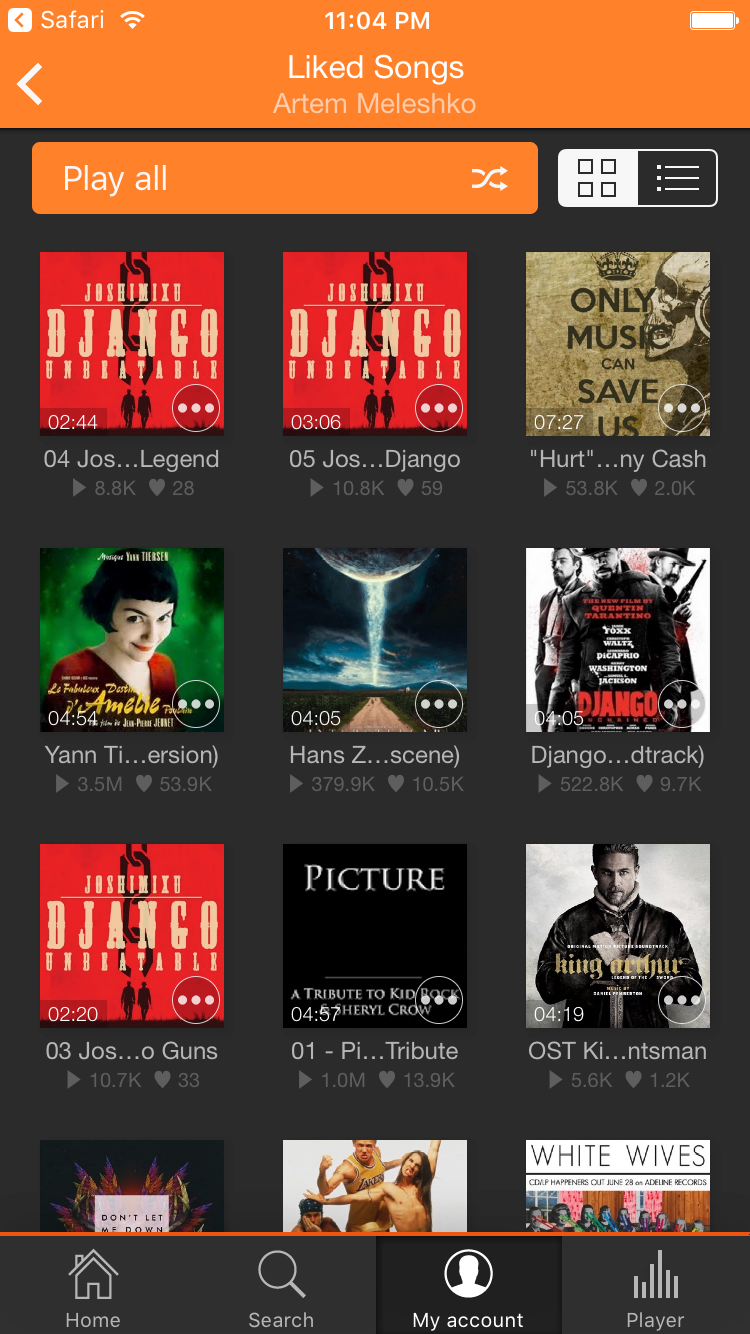 Safari
11:04 PM
Liked Songs
Artem Meleshko
Play all
JOSHIMIXU
DJANGO
UNBEATABLE
02:44
JOSHIMIXU
DJANGO
UNBEATABLE
03:06
ONLY
MUSIC
CAN
SAVE
US
07:27
04 Jos...Legend
05 Jos...Django
"Hurt"...ny Cash
8.8K 28
10.8K 59
53.8K 2.0K
Musique YANN TIERSEN
Le Fabuleux Destin
d'Amélie Poulain
Un film de JEAN-PIERRE JEUNET
04:54
04:05
THE NEW FILM BY
QUENTIN
TARANTINO
JAMIE
FOXX
CHRISTOPH
WALTZ
LEONARDO
DiCAPRIO
KERRY
WASHINGTON
SAMUEL L.
JACKSON
DJANGO
UNCHAINED
04:05
Yann Ti...ersion)
Hans Z...scene)
Django...dtrack)
3.5M 53.9K
379.9K 10.5K
522.8K 9.7K
JOSHIMIXU
DJANGO
UNBEATABLE
02:20
PICTURE
A TRIBUTE TO KID ROCK
& SHERYL CROW
04:57
ORIGINAL MOTION PICTURE SOUNDTRACK
king arthur
LEGEND OF THE SWORD
MUSIC BY
DANIEL PEMBERTON
04:19
03 Jos...o Guns
01 - Pi...Tribute
OST Ki...ntsman
10.7K 33
1.0M 13.9K
5.6K 1.2K
DON'T LET
ME DOWN
LAKERS
WHITE WIVES
CD/LP HAPPENERS OUT JUNE 28 on ADELINE RECORDS
Home
Search
My account
Player